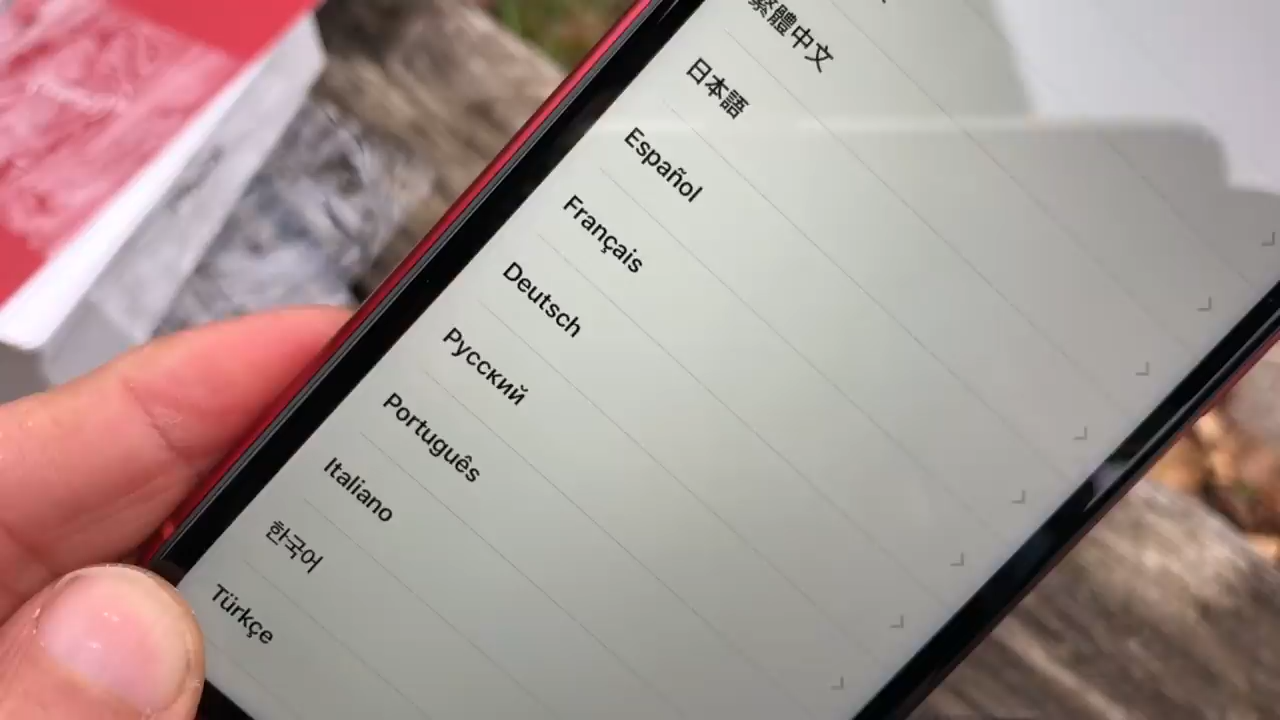 繁體中文
日本語
Español
Français
Deutsch
Русский
Português
Italiano
한국어
Türkçe